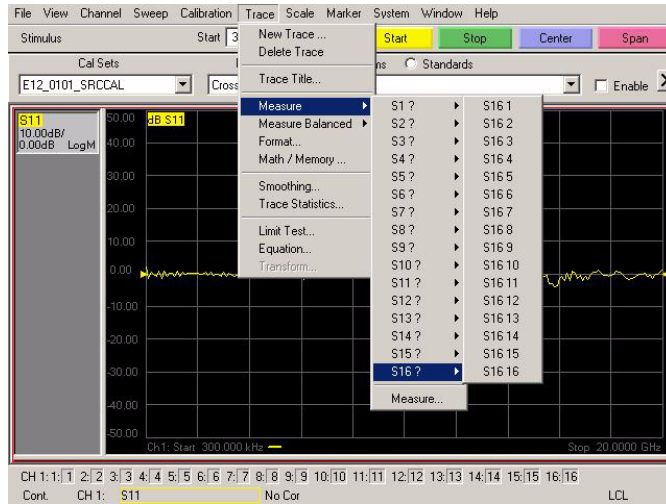 File View Channel Sweep Calibration Trace Scale Marker System Window Help
Stimulus Start 3 Start Stop Center Span
New Trace ...
Delete Trace
Trace Title...
Measure
Measure Balanced
Format...
Math / Memory ...
Smoothing...
Trace Statistics...
Limit Test...
Equation...
Transform...
Cal Sets ns Standards
E12_0101_SRCCAL Cross Enable
S11
10.00dB/
0.00dB LogM
dB S11
50.00
40.00
30.00
20.00
10.00
0.00
-10.00
-20.00
-30.00
-40.00
-50.00
S1 ?
S2 ?
S3 ?
S4 ?
S5 ?
S6 ?
S7 ?
S8 ?
S9 ?
S10 ?
S11 ?
S12 ?
S13 ?
S14 ?
S15 ?
S16 ?
Measure...
S16 1
S16 2
S16 3
S16 4
S16 5
S16 6
S16 7
S16 8
S16 9
S16 10
S16 11
S16 12
S16 13
S16 14
S16 15
S16 16
Ch1: Start 300.000 kHz Stop 20.0000 GHz
CH 1: 1: 1 2: 2 3: 3 4: 4 5: 5 6: 6 7: 7 8: 8 9: 9 10: 10 11: 11 12: 12 13: 13 14: 14 15: 15 16: 16
Cont. CH 1: S11 No Cor LCL